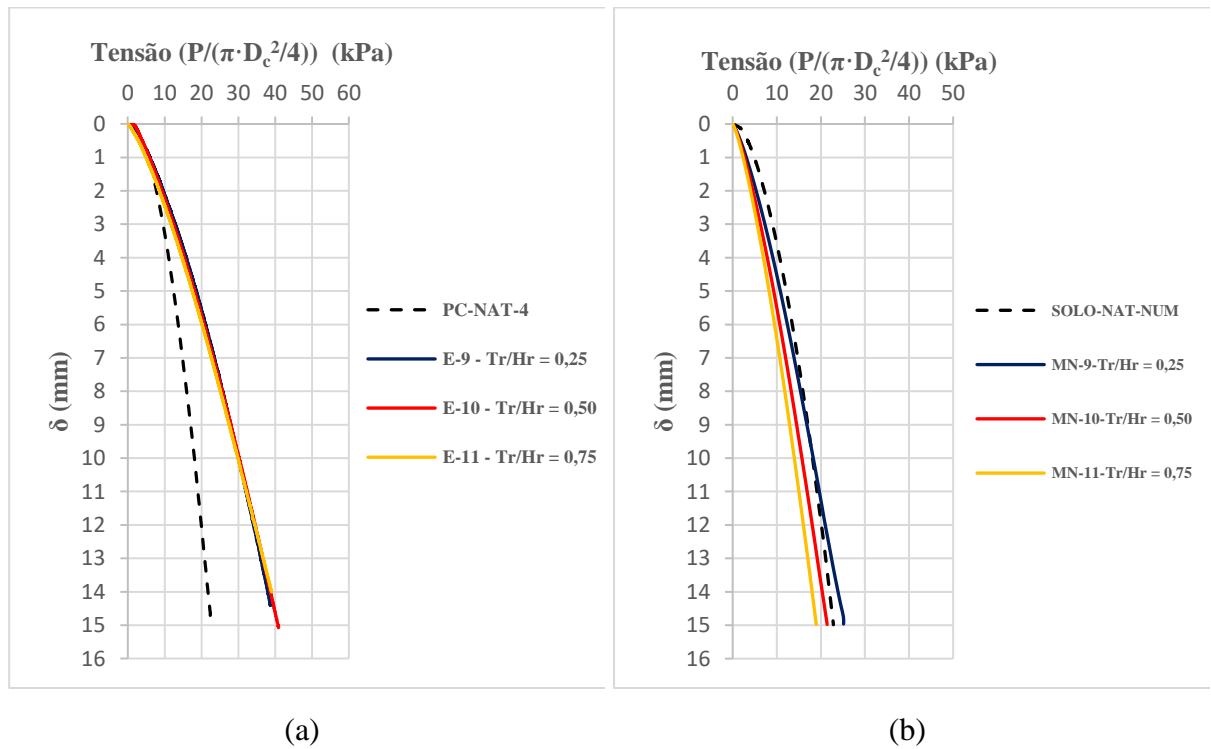 Tensão (P/(π·Dc²/4)) (kPa)
0 10 20 30 40 50 60
0
1
2
3
4
5
6
7
8
9
10
11
12
13
14
15
16
δ (mm)
PC-NAT-4
E-9 - Tr/Hr = 0,25
E-10 - Tr/Hr = 0,50
E-11 - Tr/Hr = 0,75
(a)
Tensão (P/(π·Dc²/4)) (kPa)
0 10 20 30 40 50
0
1
2
3
4
5
6
7
8
9
10
11
12
13
14
15
16
δ (mm)
SOLO-NAT-NUM
MN-9-Tr/Hr = 0,25
MN-10-Tr/Hr = 0,50
MN-11-Tr/Hr = 0,75
(b)